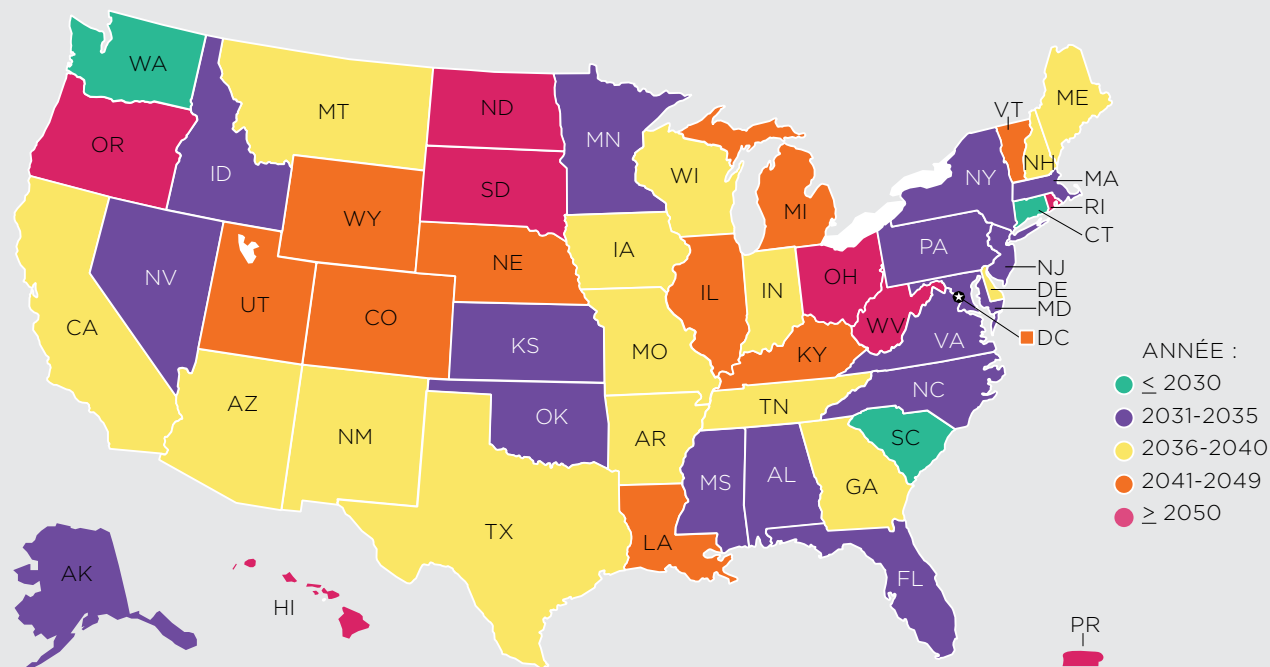 WA
MT
ND
MN
ME
VT
OR
ID
SD
WI
NH
NY
MA
WY
MI
RI
CT
NE
IA
PA
NV
UT
CO
IL
IN
OH
NJ
DE
MD
CA
KS
MO
KY
WV
VA
DC
AZ
NM
OK
AR
TN
NC
SC
TX
MS
AL
GA
LA
FL
AK
HI
PR
ANNÉE :
≤ 2030
2031-2035
2036-2040
2041-2049
≥ 2050